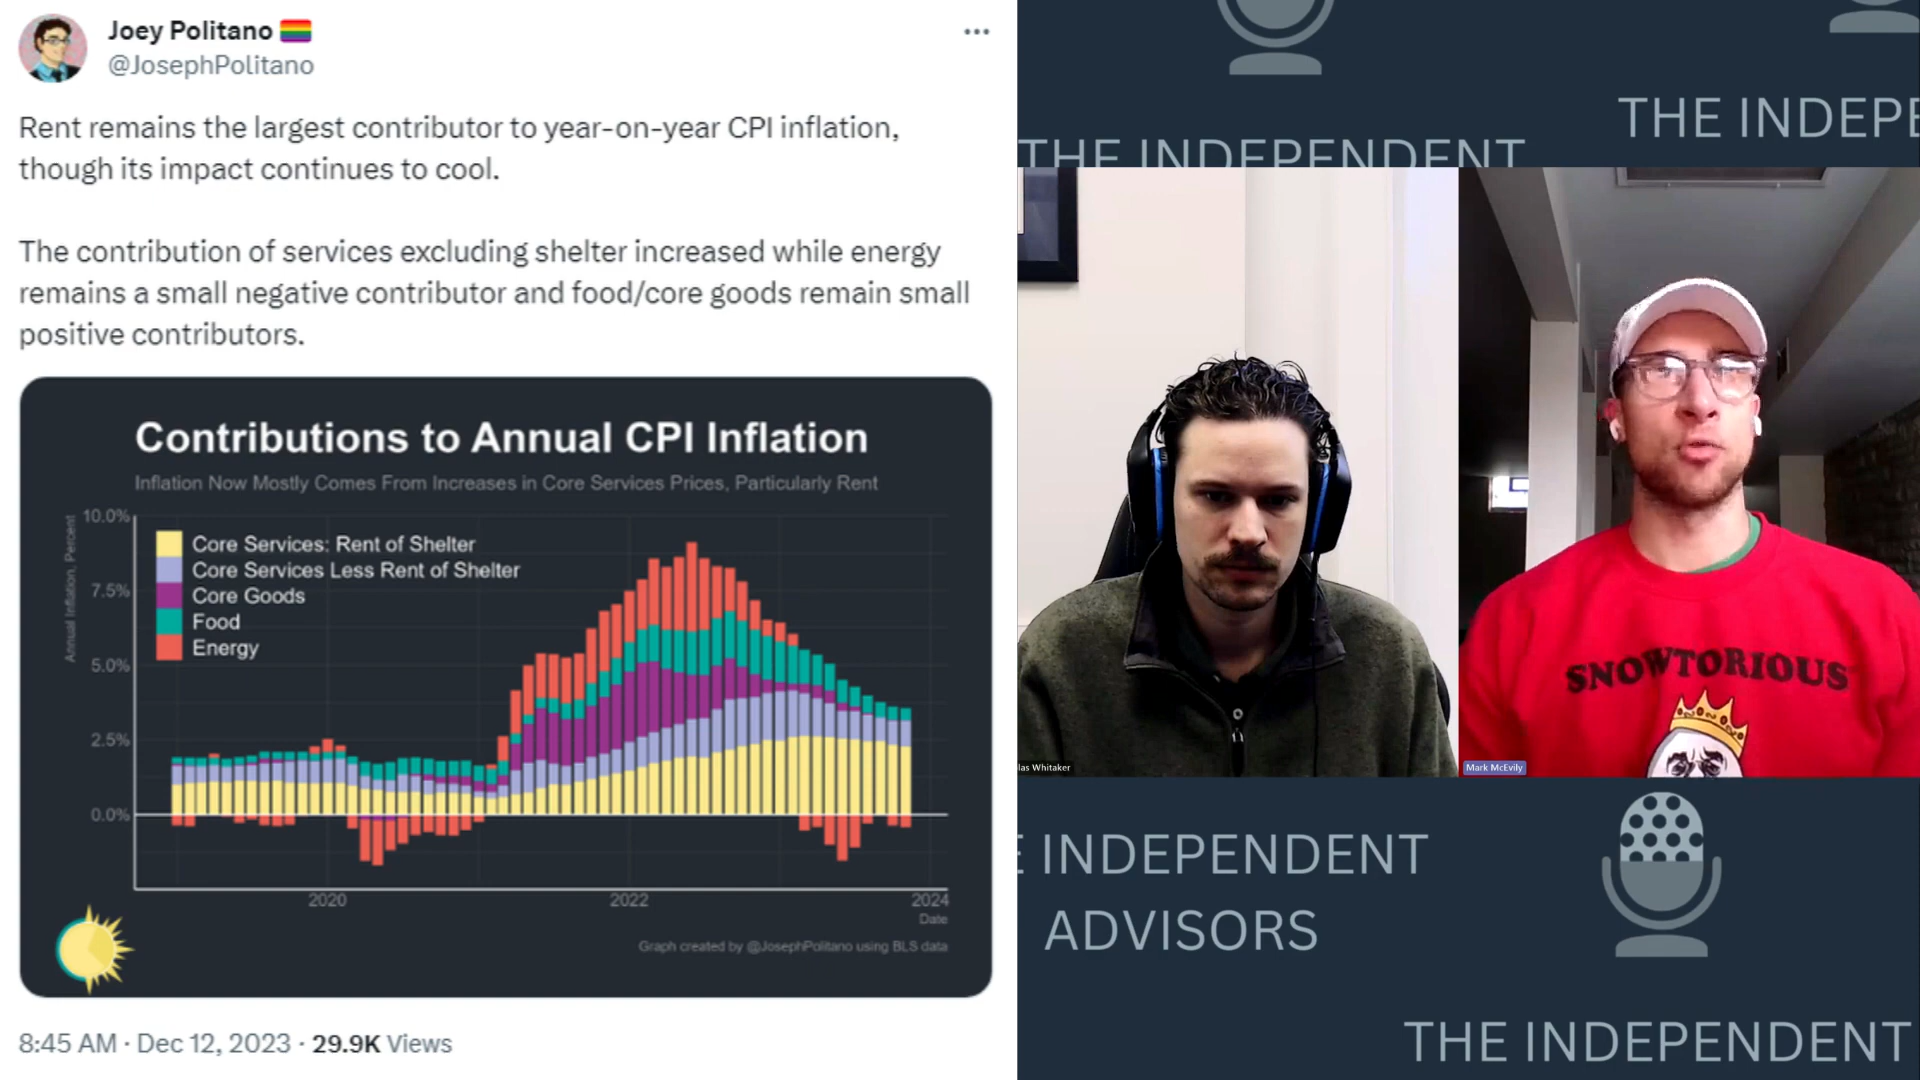 Joey Politano
@JosephPolitano
Rent remains the largest contributor to year-on-year CPI inflation,
though its impact continues to cool.
The contribution of services excluding shelter increased while energy
remains a small negative contributor and food/core goods remain small
positive contributors.
Contributions to Annual CPI Inflation
Inflation Now Mostly Comes From Increases in Core Services Prices, Particularly Rent
Annual Inflation, Percent
10.0%
7.5%
5.0%
2.5%
0.0%
Core Services: Rent of Shelter
Core Services Less Rent of Shelter
Core Goods
Food
Energy
2020
2022
2024
Date
Graph created by @JosephPolitano using BLS data
8:45 AM · Dec 12, 2023 · 29.9K Views
THE INDEPE
THE INDEPENDENT
las Whitaker
SNOWTORIOUS
Mark McEvily
E INDEPENDENT
ADVISORS
THE INDEPENDENT